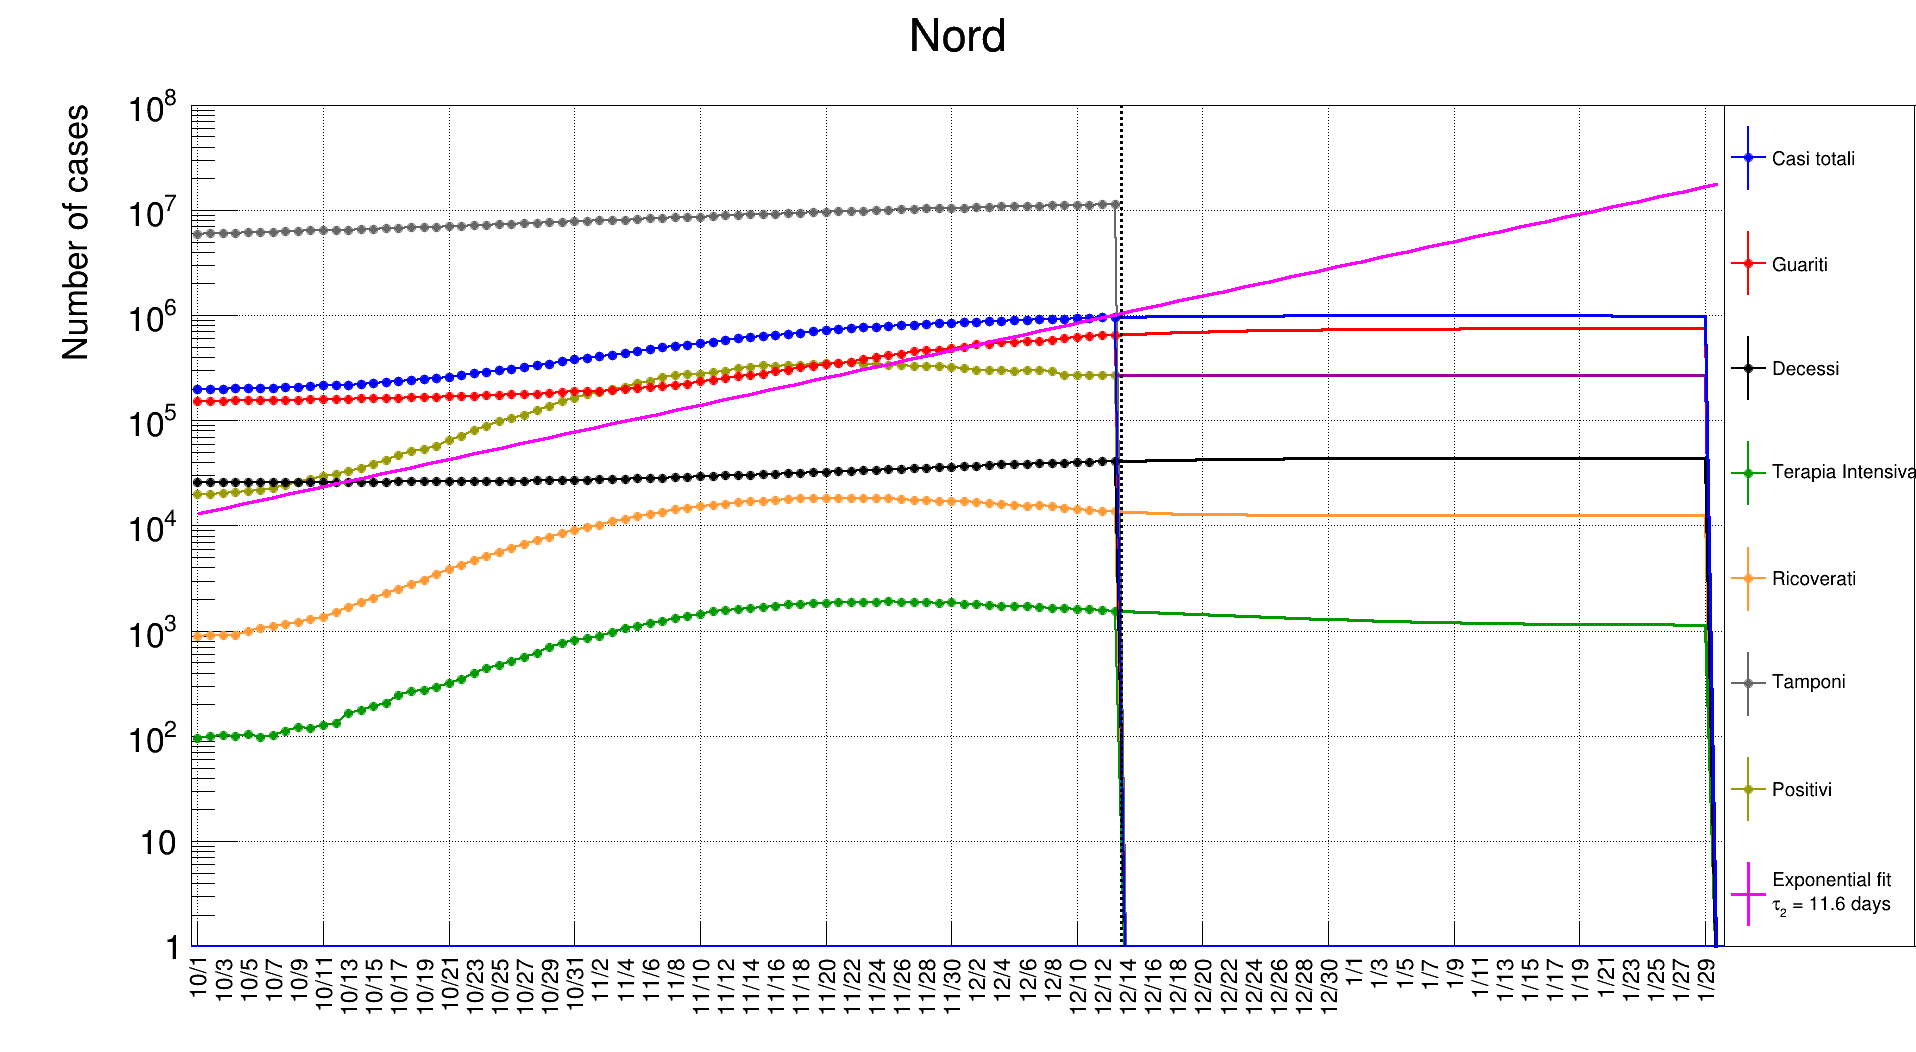 Nord
Number of cases
10^8
10^7
10^6
10^5
10^4
10^3
10^2
10
1
10/1 10/3 10/5 10/7 10/9 10/11 10/13 10/15 10/17 10/19 10/21 10/23 10/25 10/27 10/29 10/31 11/2 11/4 11/6 11/8 11/10 11/12 11/14 11/16 11/18 11/20 11/22 11/24 11/26 11/28 11/30 12/2 12/4 12/6 12/8 12/10 12/12 12/14 12/16 12/18 12/20 12/22 12/24 12/26 12/28 12/30 1/1 1/3 1/5 1/7 1/9 1/11 1/13 1/15 1/17 1/19 1/21 1/23 1/25 1/27 1/29
Casi totali
Guariti
Decessi
Terapia Intensiva
Ricoverati
Tamponi
Positivi
Exponential fit
τ₂ = 11.6 days